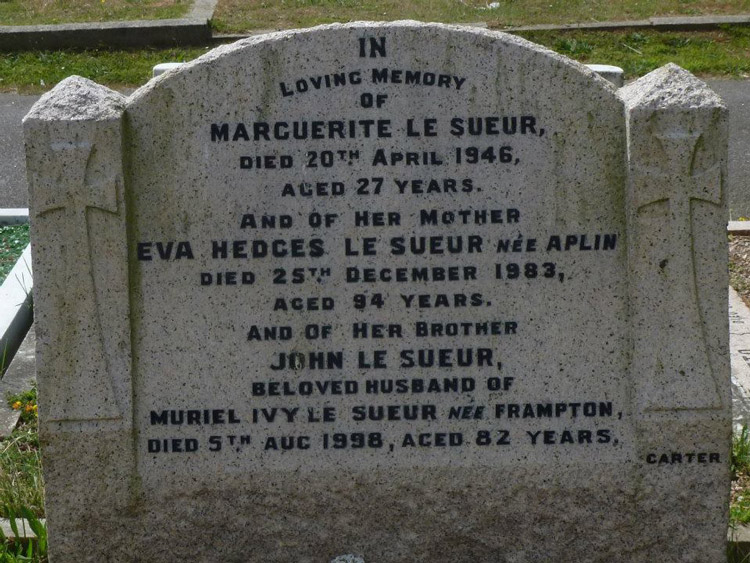 IN
LOVING MEMORY
OF
MARGUERITE LE SUEUR,
DIED 20TH APRIL 1946,
AGED 27 YEARS.
AND OF HER MOTHER
EVA HEDGES LE SUEUR NÉE APLIN
DIED 25TH DECEMBER 1983,
AGED 94 YEARS.
AND OF HER BROTHER
JOHN LE SUEUR,
BELOVED HUSBAND OF
MURIEL IVY LE SUEUR NÉE FRAMPTON,
DIED 5TH AUG 1998, AGED 82 YEARS.
CARTER